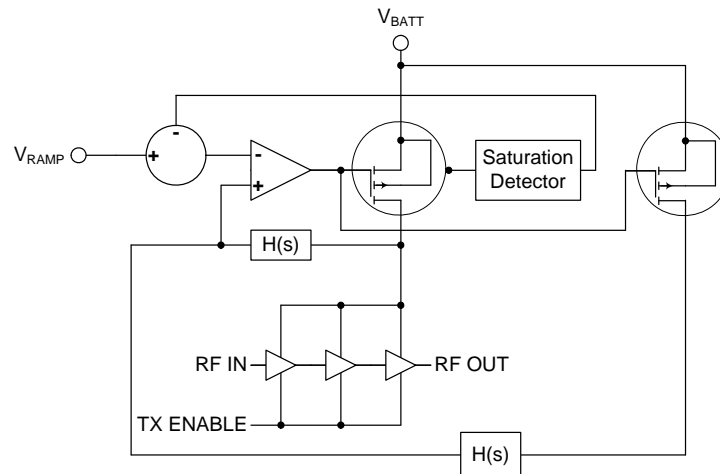 VBATT
-
VRAMP
+
-
+
Saturation
Detector
H(s)
RF IN
RF OUT
TX ENABLE
H(s)